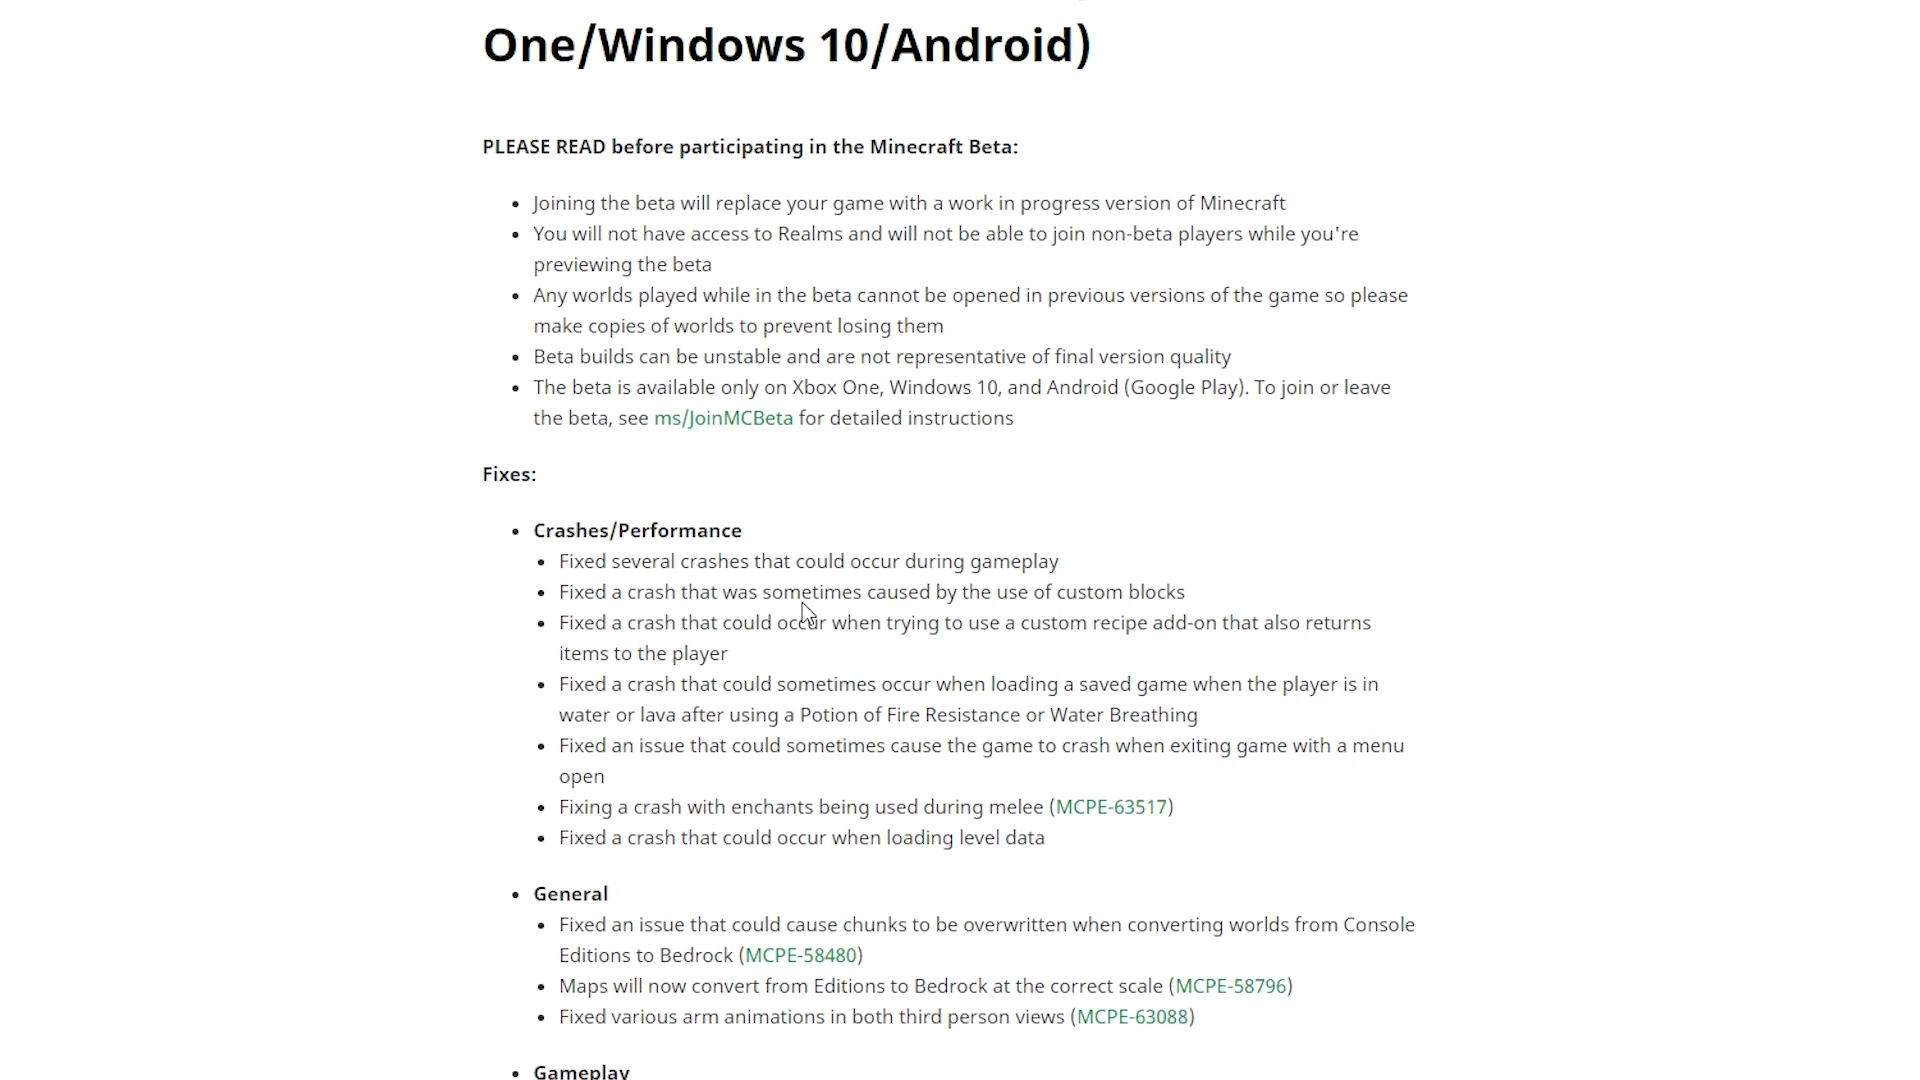 One/Windows 10/Android)
PLEASE READ before participating in the Minecraft Beta:
Joining the beta will replace your game with a work in progress version of Minecraft
You will not have access to Realms and will not be able to join non-beta players while you're
previewing the beta
Any worlds played while in the beta cannot be opened in previous versions of the game so please
make copies of worlds to prevent losing them
Beta builds can be unstable and are not representative of final version quality
The beta is available only on Xbox One, Windows 10, and Android (Google Play). To join or leave
the beta, see ms/JoinMCBeta for detailed instructions
Fixes:
Crashes/Performance
Fixed several crashes that could occur during gameplay
Fixed a crash that was sometimes caused by the use of custom blocks
Fixed a crash that could occur when trying to use a custom recipe add-on that also returns
items to the player
Fixed a crash that could sometimes occur when loading a saved game when the player is in
water or lava after using a Potion of Fire Resistance or Water Breathing
Fixed an issue that could sometimes cause the game to crash when exiting game with a menu
open
Fixing a crash with enchants being used during melee (MCPE-63517)
Fixed a crash that could occur when loading level data
General
Fixed an issue that could cause chunks to be overwritten when converting worlds from Console
Editions to Bedrock (MCPE-58480)
Maps will now convert from Editions to Bedrock at the correct scale (MCPE-58796)
Fixed various arm animations in both third person views (MCPE-63088)
Gameplay